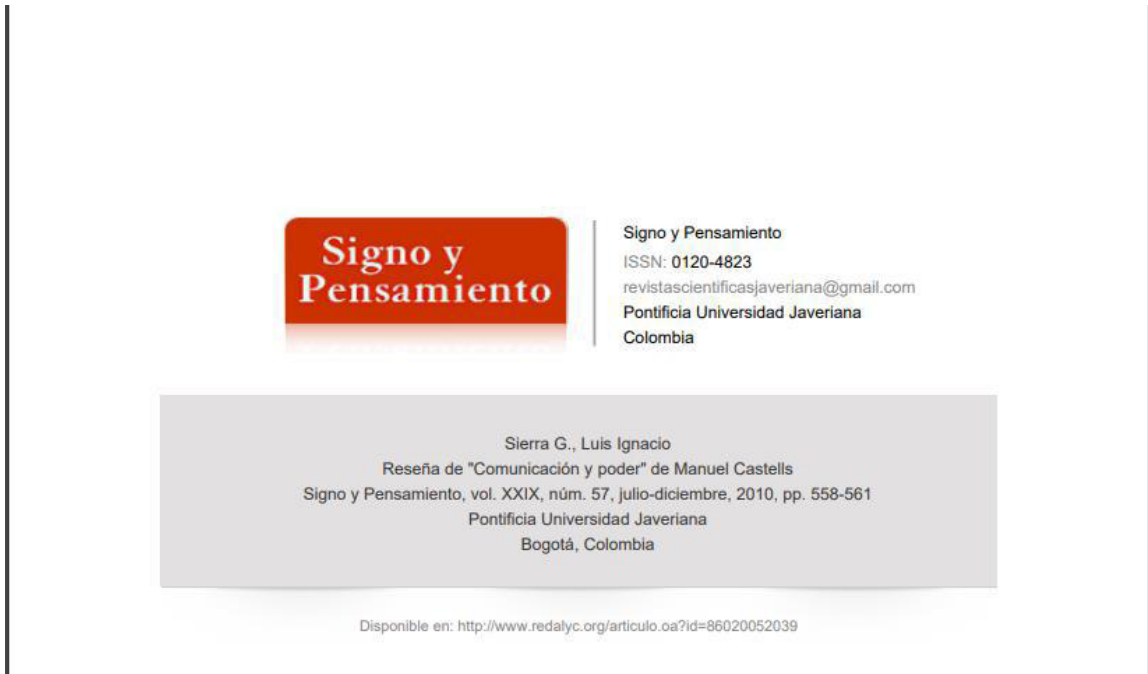 Signo y
Pensamiento
Signo y Pensamiento
ISSN: 0120-4823
revistascientificasjaveriana@gmail.com
Pontificia Universidad Javeriana
Colombia
Sierra G., Luis Ignacio
Reseña de "Comunicación y poder" de Manuel Castells
Signo y Pensamiento, vol. XXIX, núm. 57, julio-diciembre, 2010, pp. 558-561
Pontificia Universidad Javeriana
Bogotá, Colombia
Disponible en: http://www.redalyc.org/articulo.oa?id=86020052039